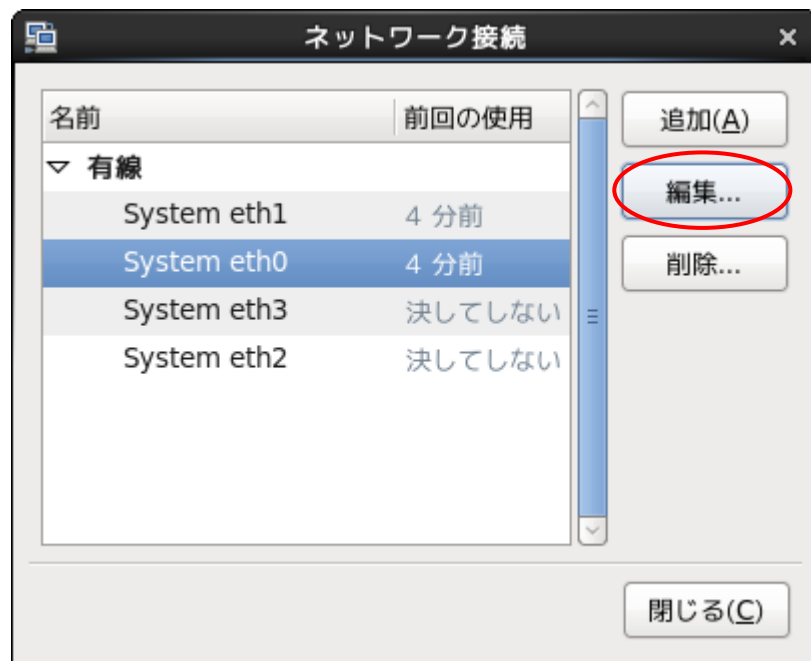 ネットワーク接続
名前 前回の使用
有線
System eth1 4 分前
System eth0 4 分前
System eth3 決してしない
System eth2 決してしない
追加(A)
編集...
削除...
閉じる(C)